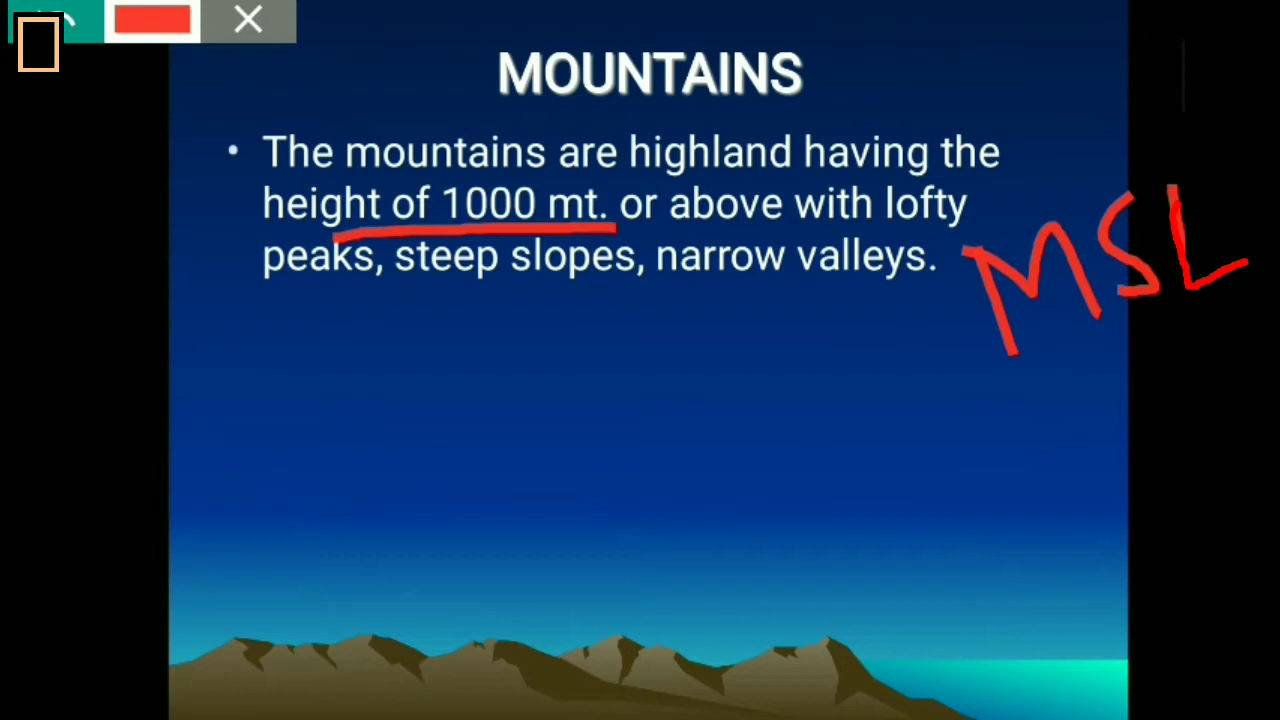 MOUNTAINS
• The mountains are highland having the
height of 1000 mt. or above with lofty
peaks, steep slopes, narrow valleys.
MSL